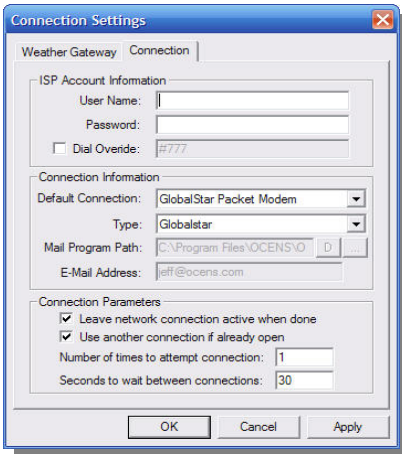 Connection Settings
Weather Gateway Connection
ISP Account Information
User Name:
Password:
Dial Overide: #777
Connection Information
Default Connection: GlobalStar Packet Modem
Type: Globalstar
Mail Program Path: C:\Program Files\OCENS\O D ...
E-Mail Address: jeff@ocens.com
Connection Parameters
Leave network connection active when done
Use another connection if already open
Number of times to attempt connection: 1
Seconds to wait between connections: 30
OK Cancel Apply